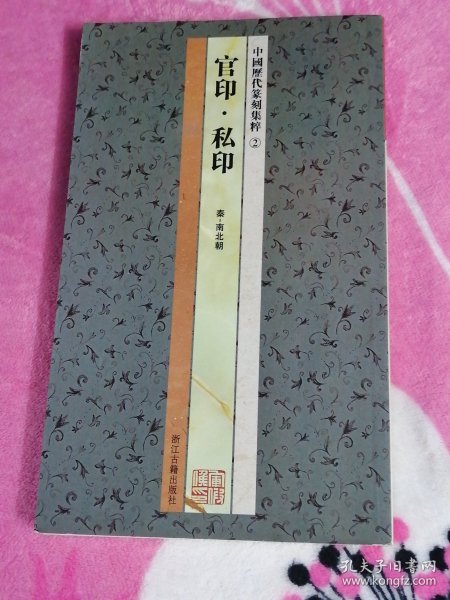 中國歷代篆刻集粹②
官印·私印
秦-南北朝
浙江古籍出版社
孔夫子旧书网
www.kongfz.com